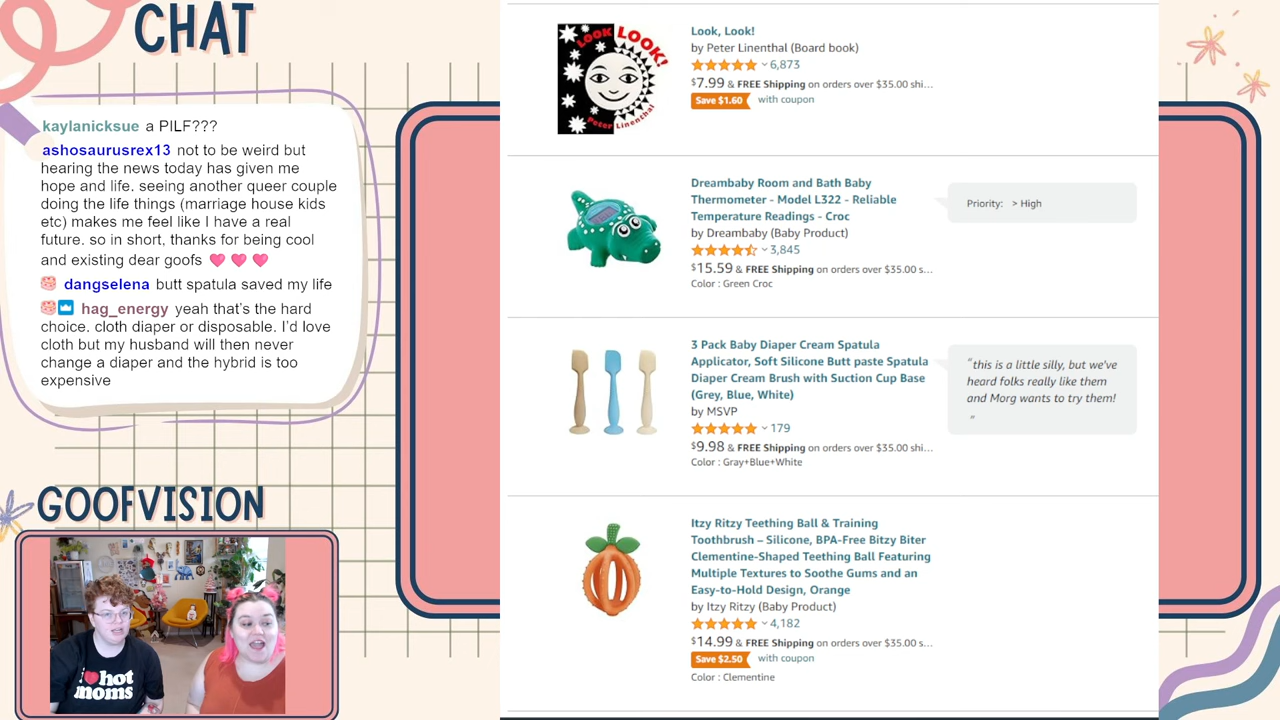 CHAT
kaylanicksue a PILF???
ashosaurusrex13 not to be weird but
hearing the news today has given me
hope and life. seeing another queer couple
doing the life things (marriage house kids
etc) makes me feel like I have a real
future. so in short, thanks for being cool
and existing dear goofs
dangselena butt spatula saved my life
hag_energy yeah that's the hard
choice. cloth diaper or disposable. I'd love
cloth but my husband will then never
change a diaper and the hybrid is too
expensive
GOOFVISION
I hot
moms
LOOK LOOK!
Peter Linenthal
Look, Look!
by Peter Linenthal (Board book)
6,873
$7.99 & FREE Shipping on orders over $35.00 shi...
Save $1.60 with coupon
Dreambaby Room and Bath Baby
Thermometer - Model L322 - Reliable
Temperature Readings - Croc
by Dreambaby (Baby Product)
3,845
$15.59 & FREE Shipping on orders over $35.00 s...
Color : Green Croc
Priority: > High
3 Pack Baby Diaper Cream Spatula
Applicator, Soft Silicone Butt paste Spatula
Diaper Cream Brush with Suction Cup Base
(Grey, Blue, White)
by MSVP
179
$9.98 & FREE Shipping on orders over $35.00 shi...
Color : Gray+Blue+White
"this is a little silly, but we've
heard folks really like them
and Morg wants to try them!
"
Itzy Ritzy Teething Ball & Training
Toothbrush – Silicone, BPA-Free Bitzy Biter
Clementine-Shaped Teething Ball Featuring
Multiple Textures to Soothe Gums and an
Easy-to-Hold Design, Orange
by Itzy Ritzy (Baby Product)
4,182
$14.99 & FREE Shipping on orders over $35.00 s...
Save $2.50 with coupon
Color : Clementine